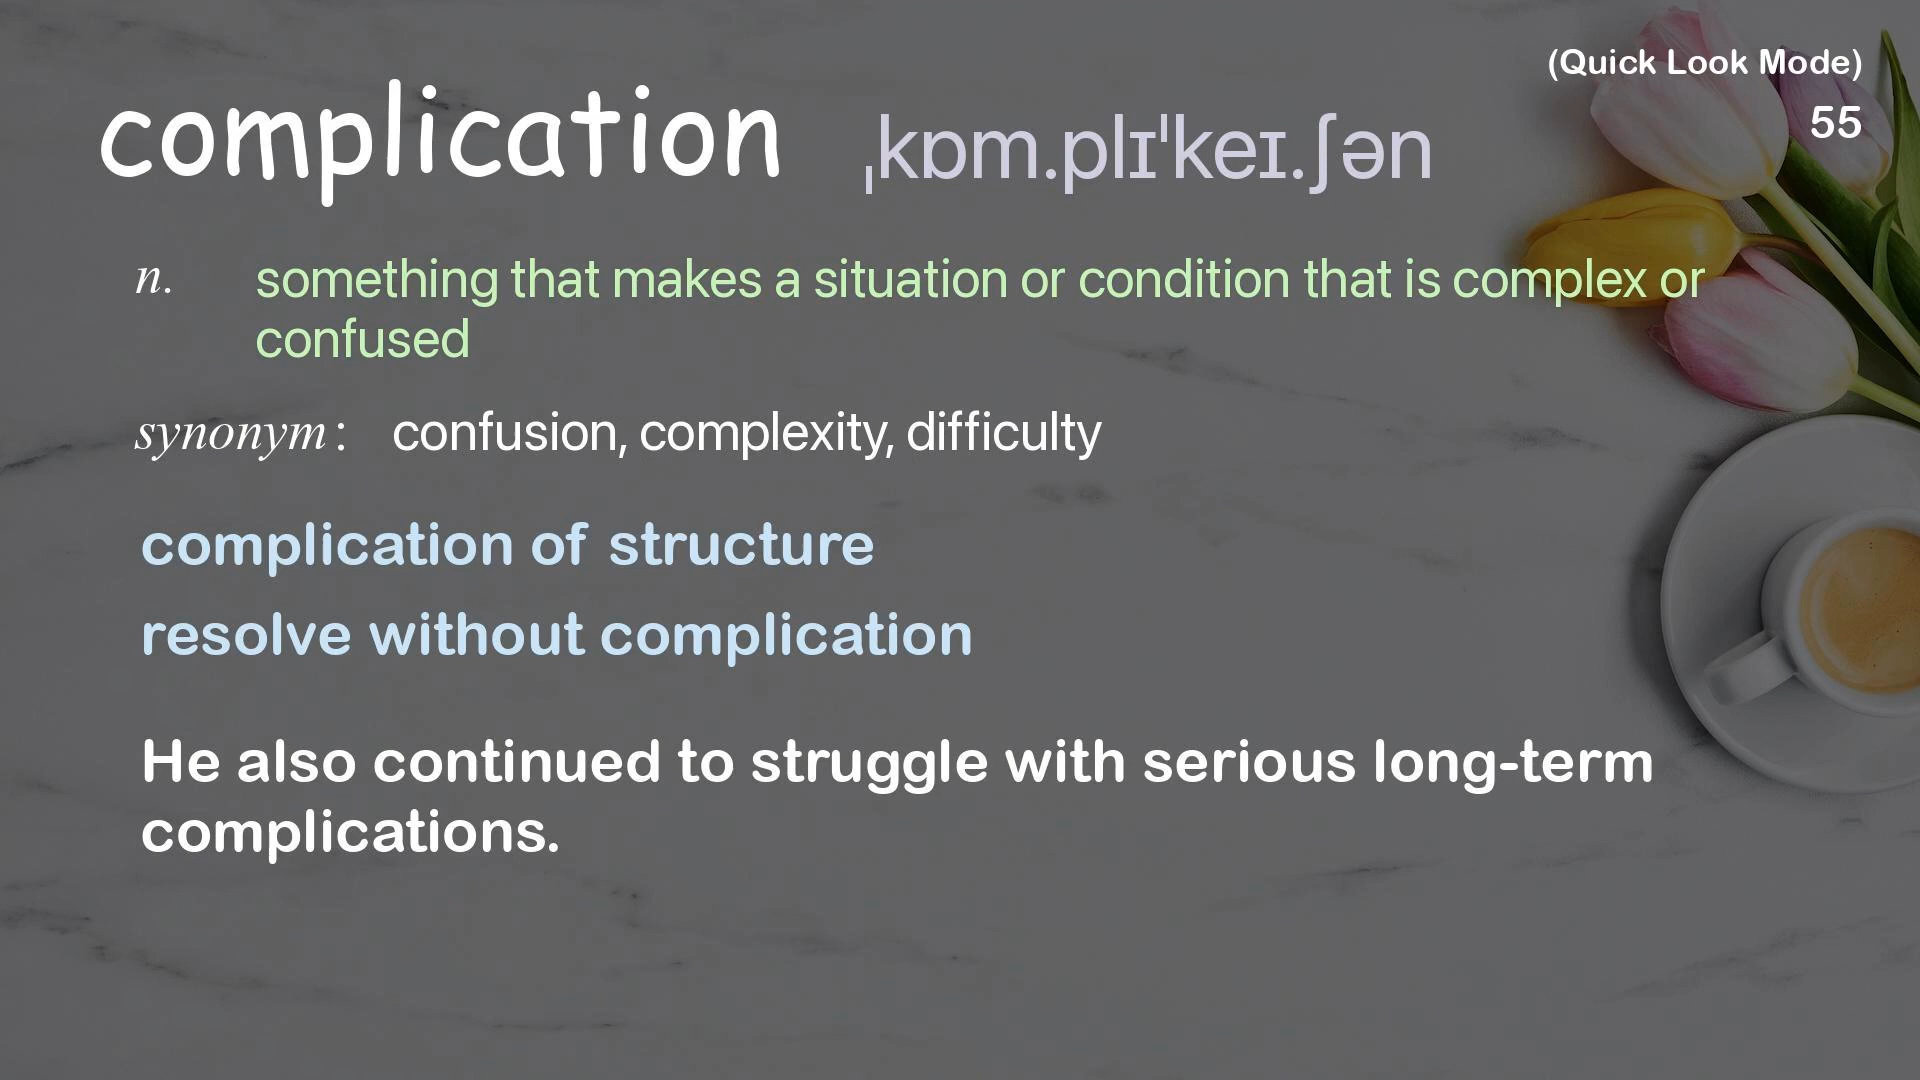 (Quick Look Mode)
55
complication ˌkɒm.plɪˈkeɪ.ʃən
n. something that makes a situation or condition that is complex or
confused
synonym: confusion, complexity, difficulty
complication of structure
resolve without complication
He also continued to struggle with serious long-term
complications.